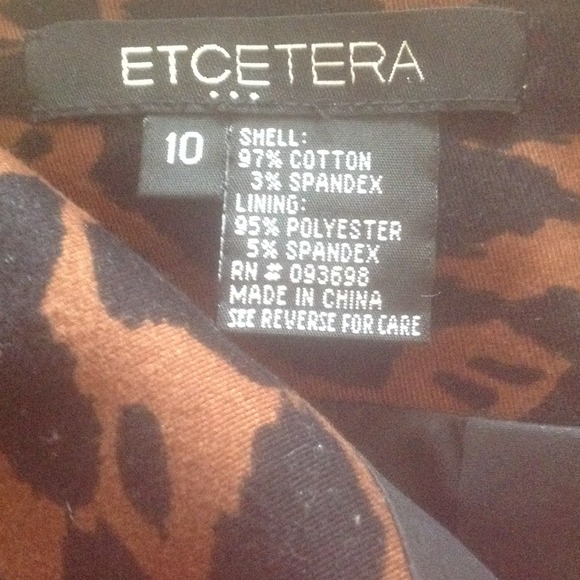 ETCETERA
...
10
SHELL:
97% COTTON
3% SPANDEX
LINING:
95% POLYESTER
5% SPANDEX
RN # 093698
MADE IN CHINA
SEE REVERSE FOR CARE